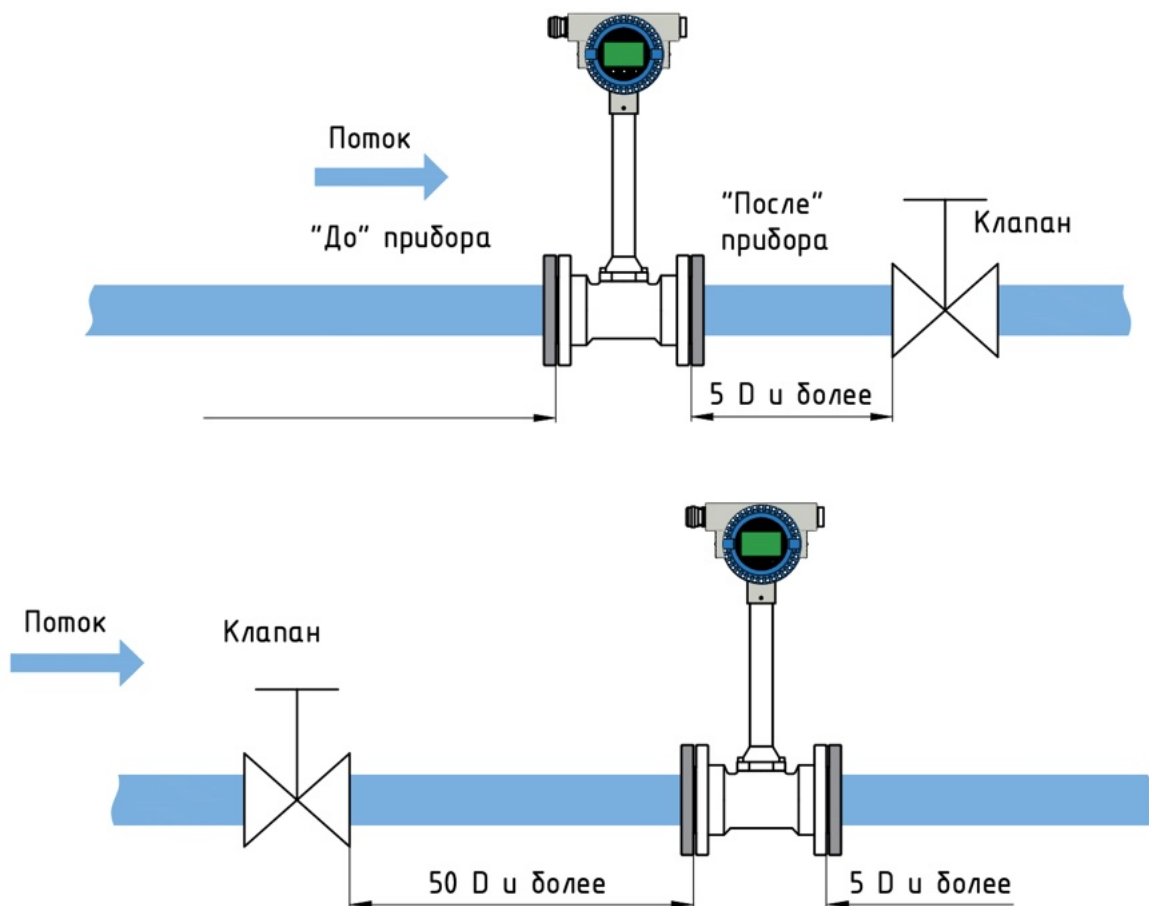 Поток
"До" прибора
"После"
прибора
Клапан
5 D и более
Поток
Клапан
50 D и более
5 D и более